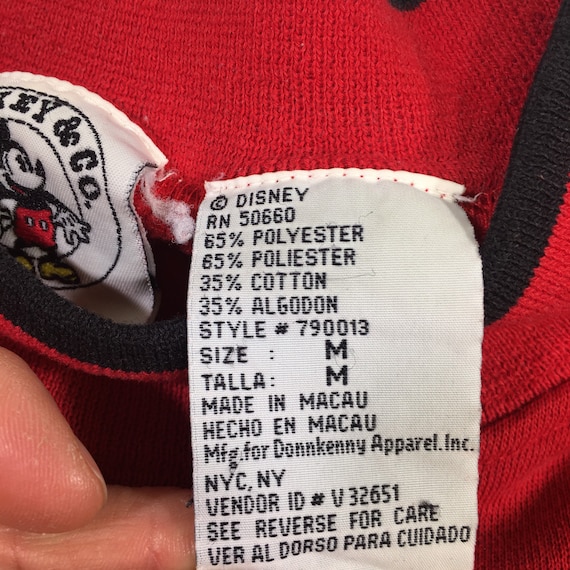 KEY & CO.
© DISNEY
RN 50660
65% POLYESTER
65% POLIESTER
35% COTTON
35% ALGODON
STYLE # 790013
SIZE : M
TALLA: M
MADE IN MACAU
HECHO EN MACAU
Mfg.for Donnkenny Apparel.Inc.
NYC, NY
VENDOR ID # V 32651
SEE REVERSE FOR CARE
VER AL DORSO PARA CUIDADO